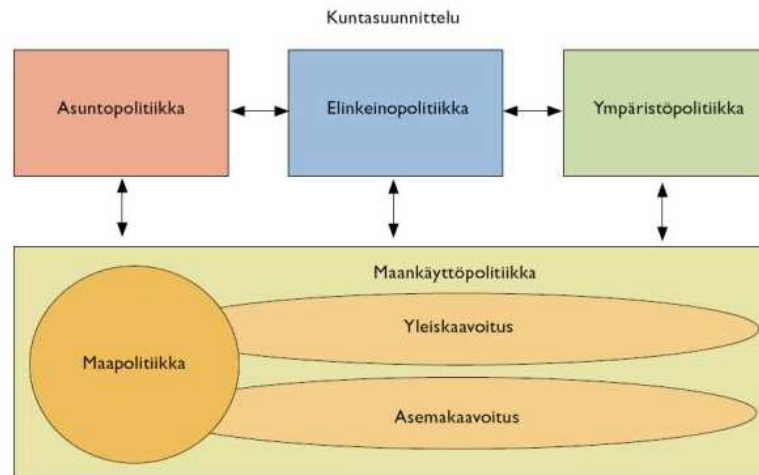 Kuntasuunnittelu
Asuntopolitiikka
Elinkeinopolitiikka
Ympäristöpolitiikka
Maankäyttöpolitiikka
Yleiskaavoitus
Maapolitiikka
Asemakaavoitus